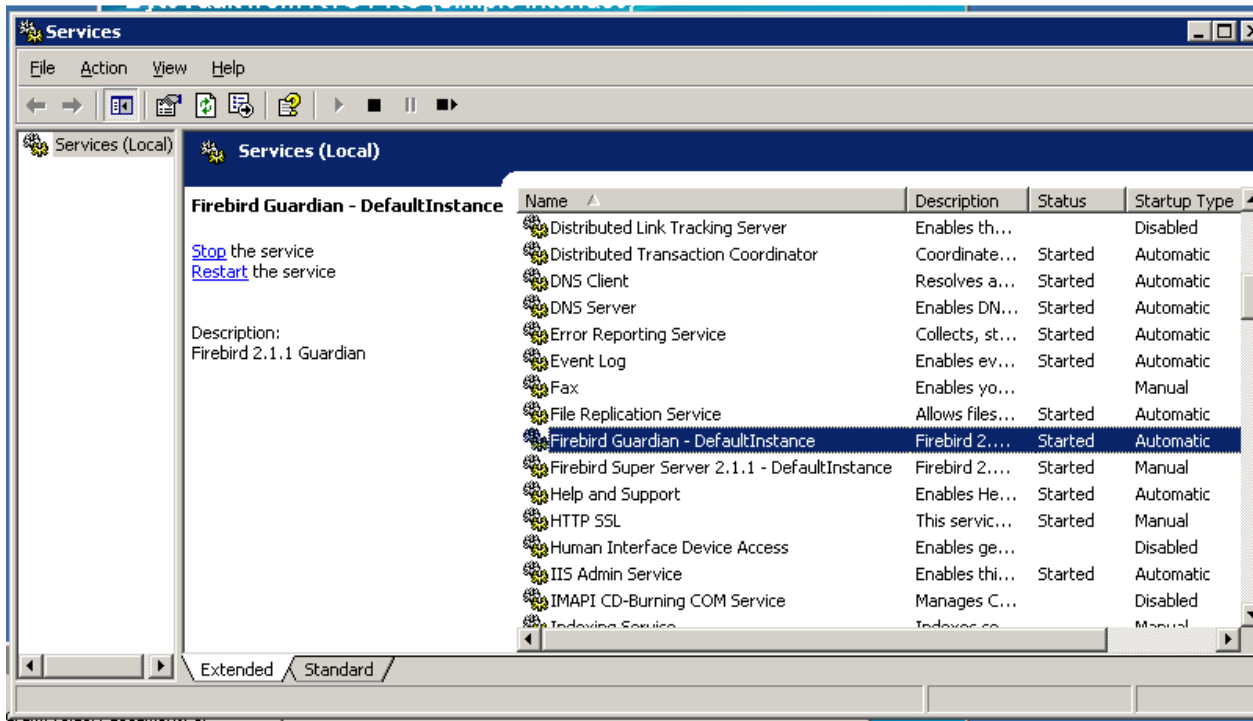 Services
File Action View Help
Services (Local)
Services (Local)
Firebird Guardian - DefaultInstance
Stop the service
Restart the service
Description:
Firebird 2.1.1 Guardian
Name Description Status Startup Type
Distributed Link Tracking Server Enables th... Disabled
Distributed Transaction Coordinator Coordinate... Started Automatic
DNS Client Resolves a... Started Automatic
DNS Server Enables DN... Started Automatic
Error Reporting Service Collects, st... Started Automatic
Event Log Enables ev... Started Automatic
Fax Enables yo... Manual
File Replication Service Allows files... Started Automatic
Firebird Guardian - DefaultInstance Firebird 2.... Started Automatic
Firebird Super Server 2.1.1 - DefaultInstance Firebird 2.... Started Manual
Help and Support Enables He... Started Automatic
HTTP SSL This servic... Started Manual
Human Interface Device Access Enables ge... Disabled
IIS Admin Service Enables thi... Started Automatic
IMAPI CD-Burning COM Service Manages C... Disabled
Indexing Service Indexes co... Manual
Extended Standard